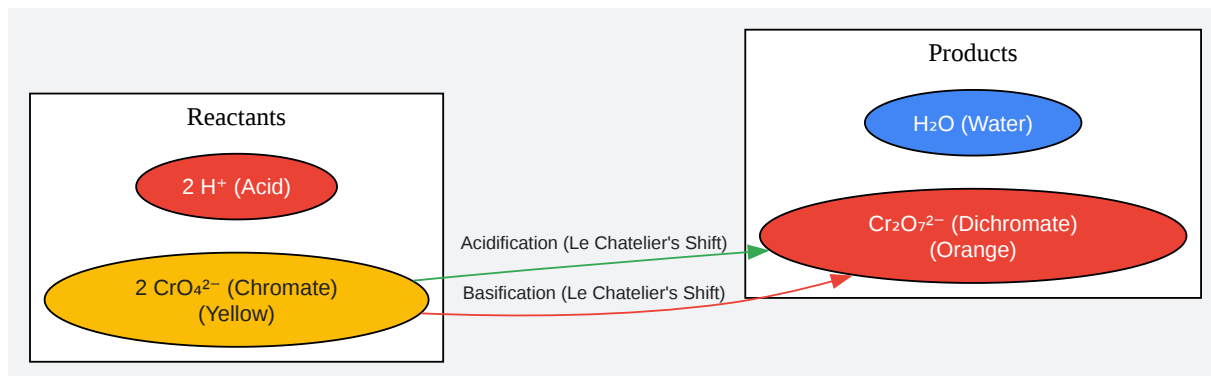 Reactants
2 H⁺ (Acid)
2 CrO₄²⁻ (Chromate)
(Yellow)
Acidification (Le Chatelier's Shift)
Basification (Le Chatelier's Shift)
Products
H₂O (Water)
Cr₂O₇²⁻ (Dichromate)
(Orange)